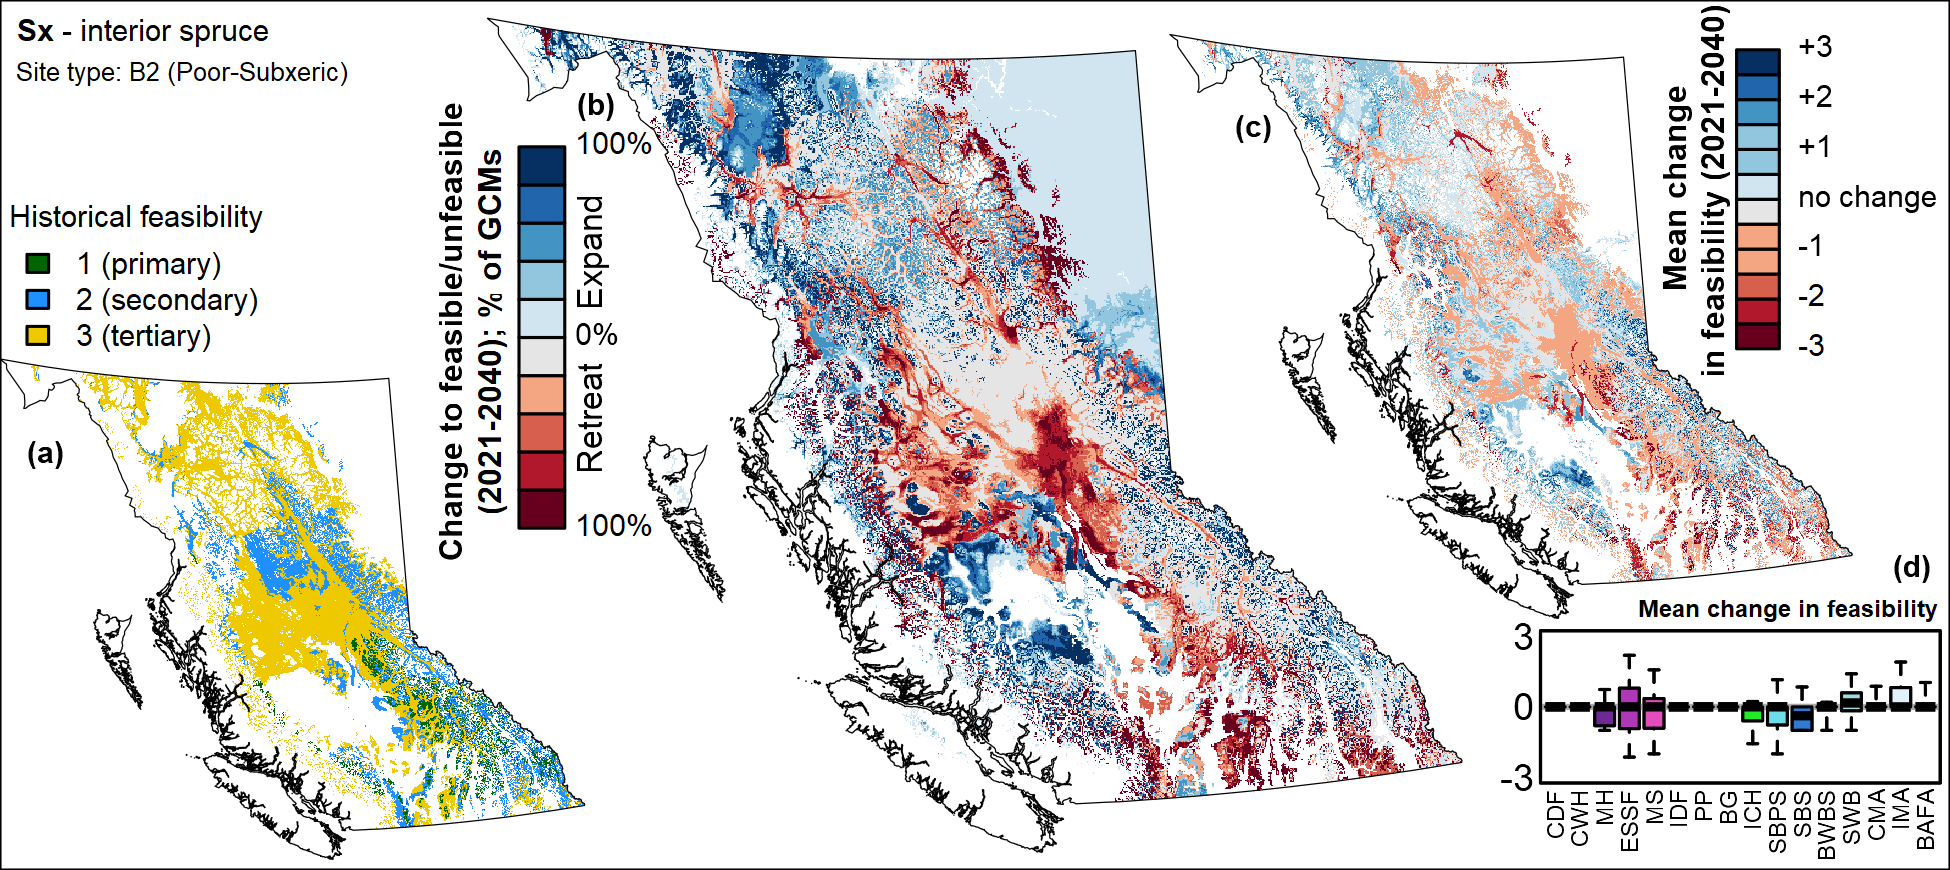 Sx - interior spruce
Site type: B2 (Poor-Subxeric)
Historical feasibility
1 (primary)
2 (secondary)
3 (tertiary)
(a)
(b)
Change to feasible/unfeasible
(2021-2040); % of GCMs
100%
Expand
0%
Retreat
100%
(c)
Mean change
in feasibility (2021-2040)
+3
+2
+1
no change
-1
-2
-3
(d)
Mean change in feasibility
3
0
-3
CDF
CWH
MH
ESSF
MS
IDF
PP
BG
ICH
SBPS
SBS
BWBS
SWB
CMA
IMA
BAFA